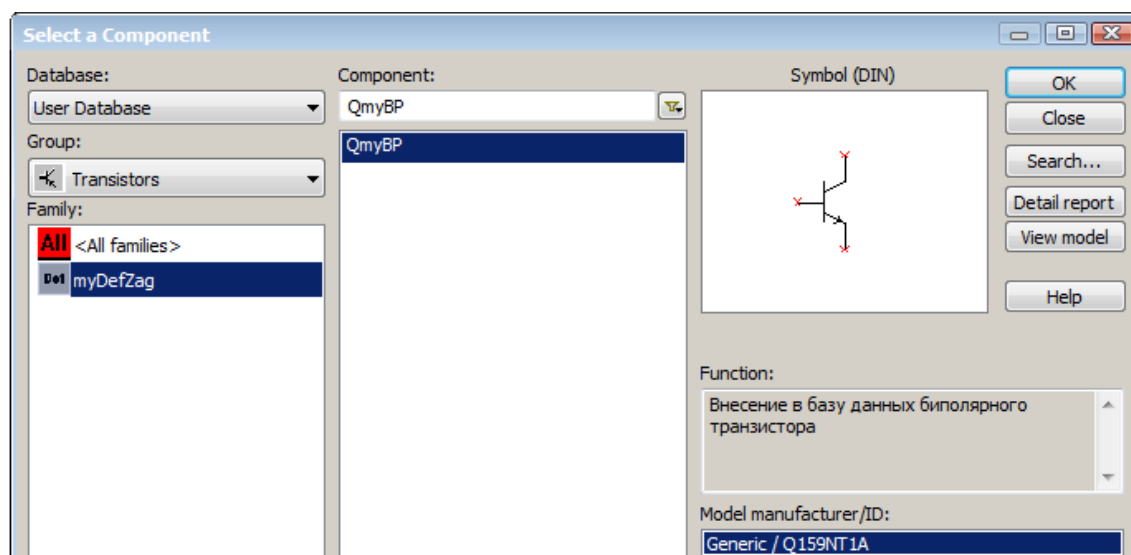 Select a Component
Database:
User Database
Group:
Transistors
Family:
All <All families>
myDefZag
Component:
QmyBP
QmyBP
Symbol (DIN)
OK
Close
Search...
Detail report
View model
Help
Function:
Внесение в базу данных биполярного
транзистора
Model manufacturer/ID:
Generic / Q159NT1A